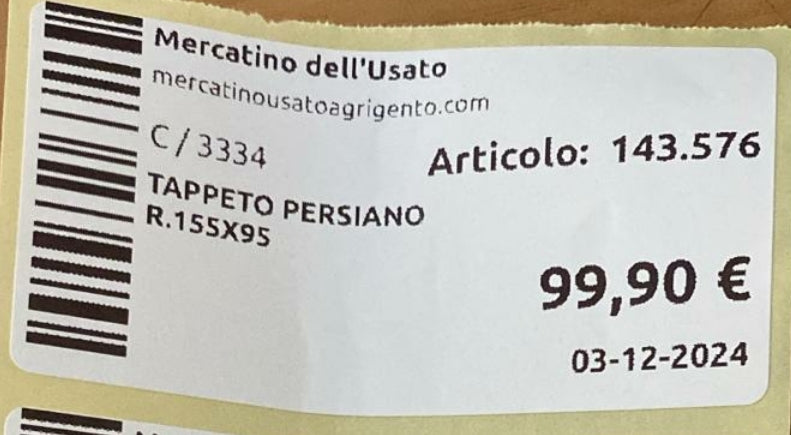 Mercatino dell'Usato
mercatinousatoagrigento.com
C/3334
Articolo: 143.576
TAPPETO PERSIANO
R.155X95
99,90 €
03-12-2024